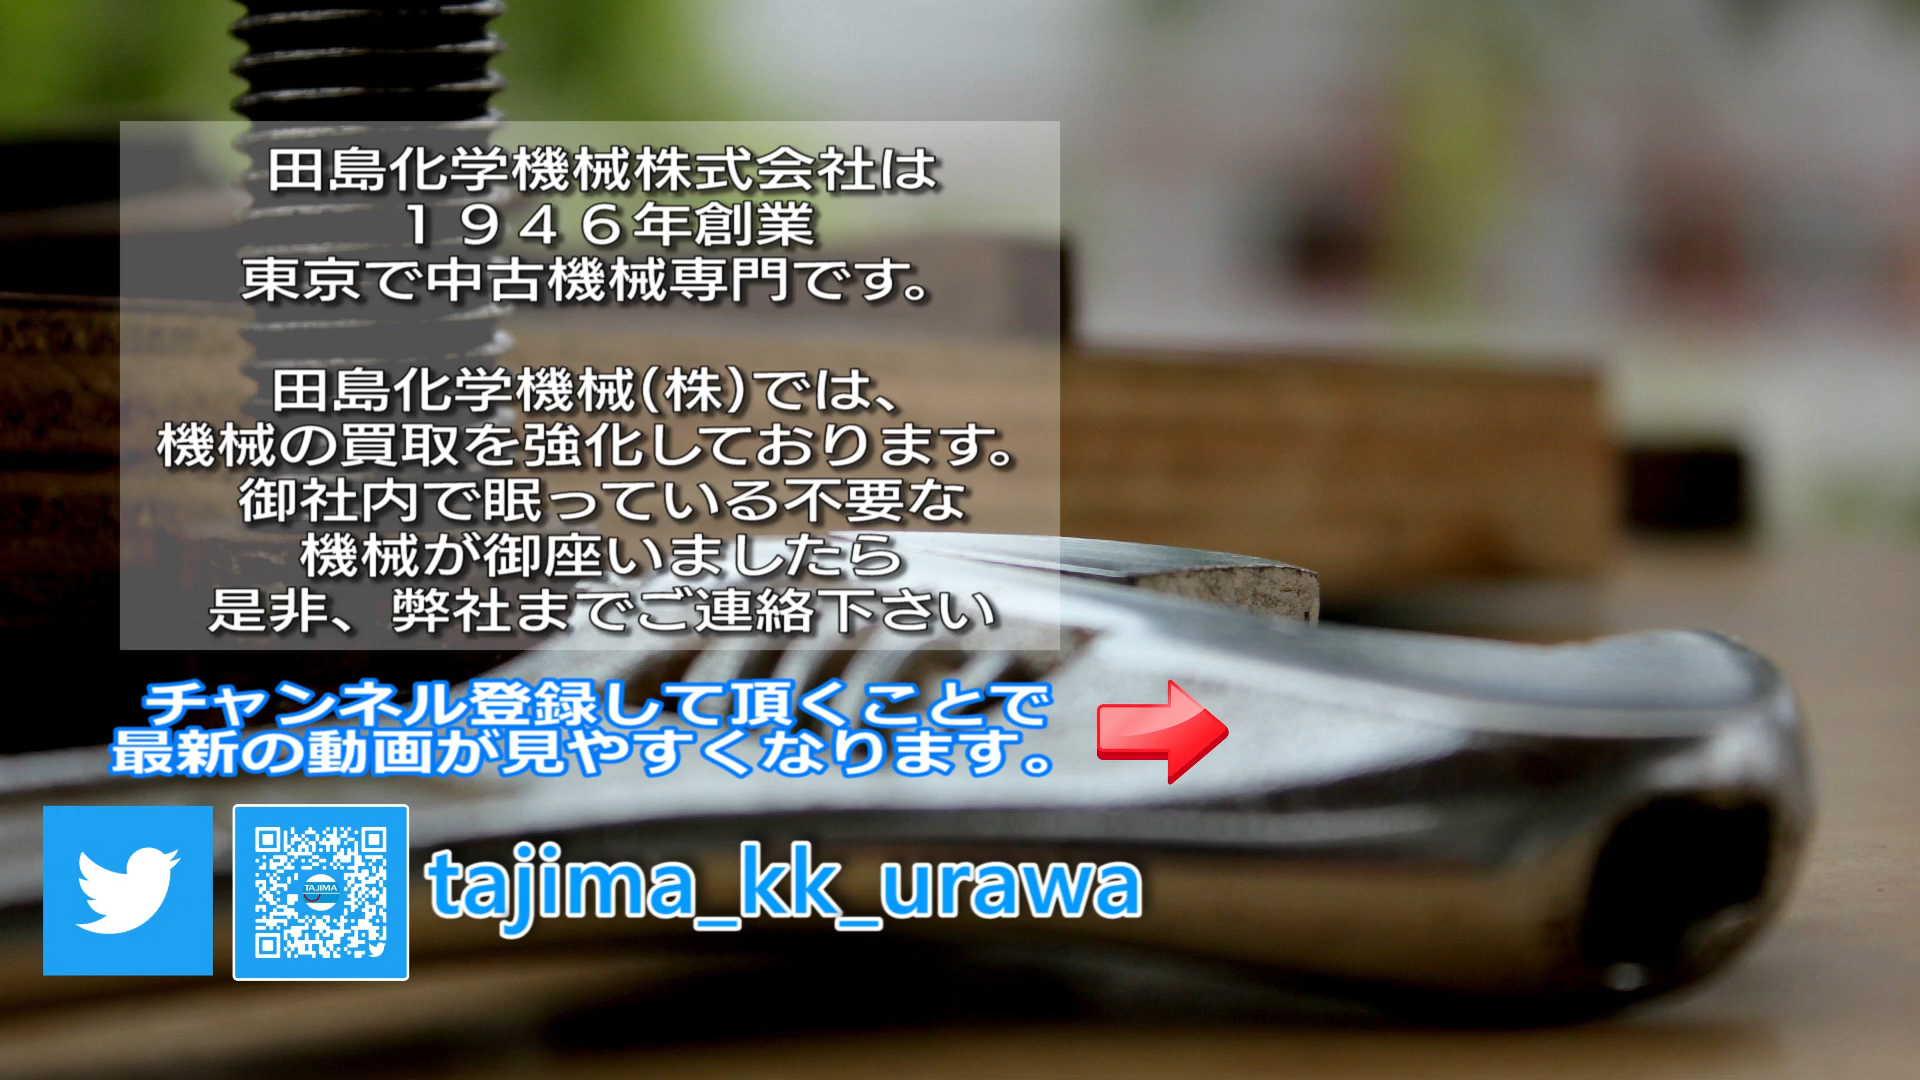 田島化学機械株式会社は
１９４６年創業
東京で中古機械専門です。
田島化学機械(株)では、
機械の買取を強化しております。
御社内で眠っている不要な
機械が御座いましたら
是非、弊社までご連絡下さい
チャンネル登録して頂くことで
最新の動画が見やすくなります。
TAJIMA
tajima_kk_urawa